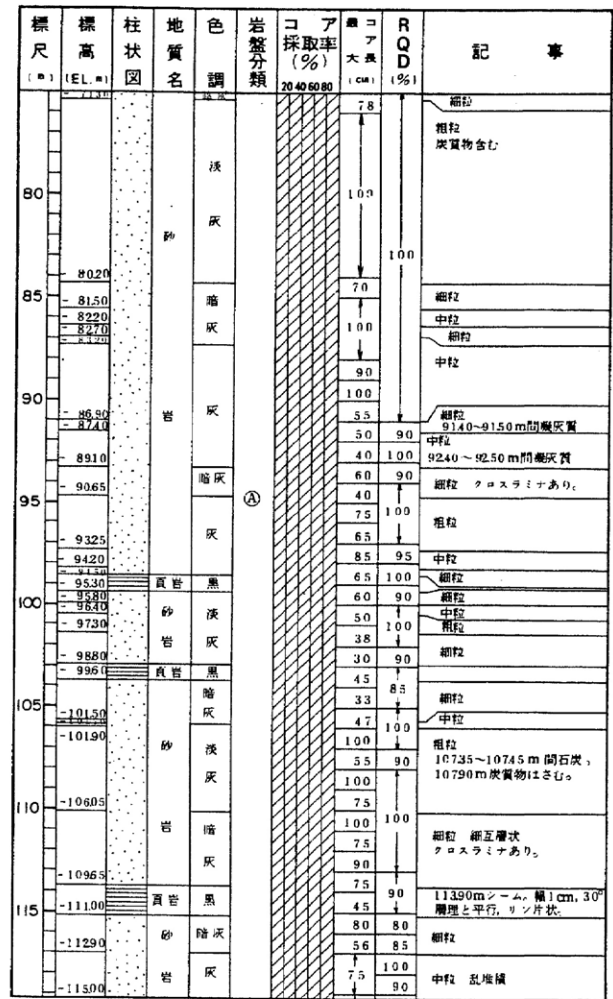 標尺 (m)
標高 (EL.m)
柱状図
地質名
色調
岩盤分類
コア採取率 (%)
20 40 60 80
最大コア長 (cm)
RQD (%)
記事
80
85
90
95
100
105
110
115
- 80.20
- 81.50
- 82.20
- 82.70
- 86.90
- 87.40
- 89.10
- 90.65
- 93.25
- 94.20
- 95.30
- 95.80
- 96.40
- 97.30
- 98.80
- 99.60
-101.50
-101.90
-106.05
-109.65
-111.00
-112.90
-115.00
砂
岩
頁岩
砂
岩
頁岩
砂
岩
頁岩
砂
岩
淡
灰
暗
灰
灰
暗灰
灰
黒
淡
灰
黒
暗
灰
淡
灰
暗
灰
黒
暗灰
灰
Ⓐ
78
100
70
100
90
100
55
50
40
60
40
75
65
85
65
60
50
38
30
45
33
47
100
55
100
75
100
75
90
75
45
80
56
75
100
90
100
90
100
95
100
90
100
90
85
100
90
100
90
80
85
100
90
細粒
粗粒
炭質物含む
細粒
中粒
細粒
中粒
細粒
91.40~91.50m間凝灰質
中粒
92.40~92.50m間凝灰質
細粒 クロスラミナあり。
粗粒
中粒
細粒
細粒
中粒
粗粒
細粒
細粒
中粒
粗粒
107.35~107.45m間石炭。
107.90m炭質物はさむ。
細粒 細互層状
クロスラミナあり。
113.90mシーム。幅1cm, 30°
層理と平行, リン片状。
細粒
中粒 乱堆積